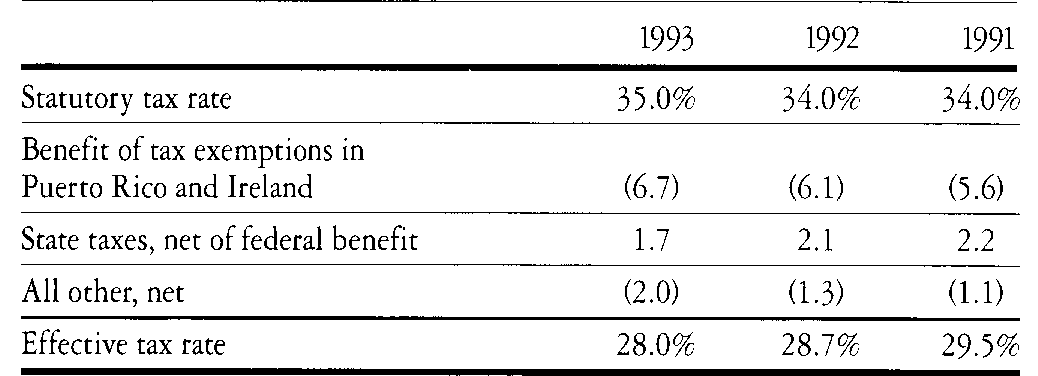 1993 1992 1991
Statutory tax rate 35.0% 34.0% 34.0%
Benefit of tax exemptions in
Puerto Rico and Ireland (6.7) (6.1) (5.6)
State taxes, net of federal benefit 1.7 2.1 2.2
All other, net (2.0) (1.3) (1.1)
Effective tax rate 28.0% 28.7% 29.5%